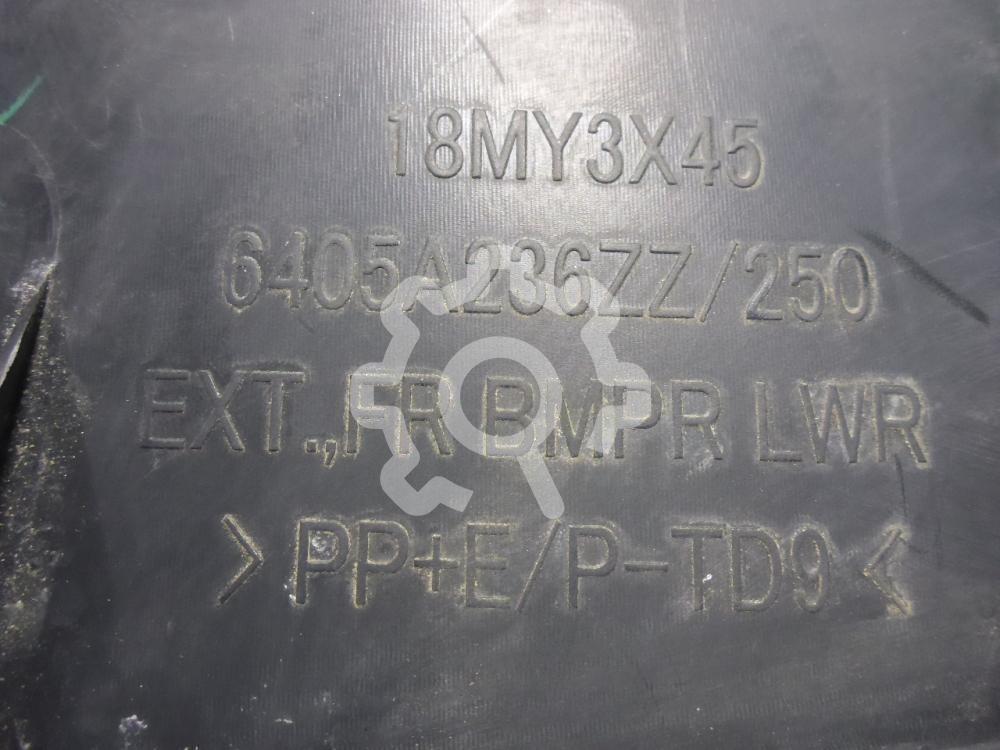 18MY3X45
6405A236ZZ/250
EXT.,FR BMPR LWR
>PP+E/P-TD9<